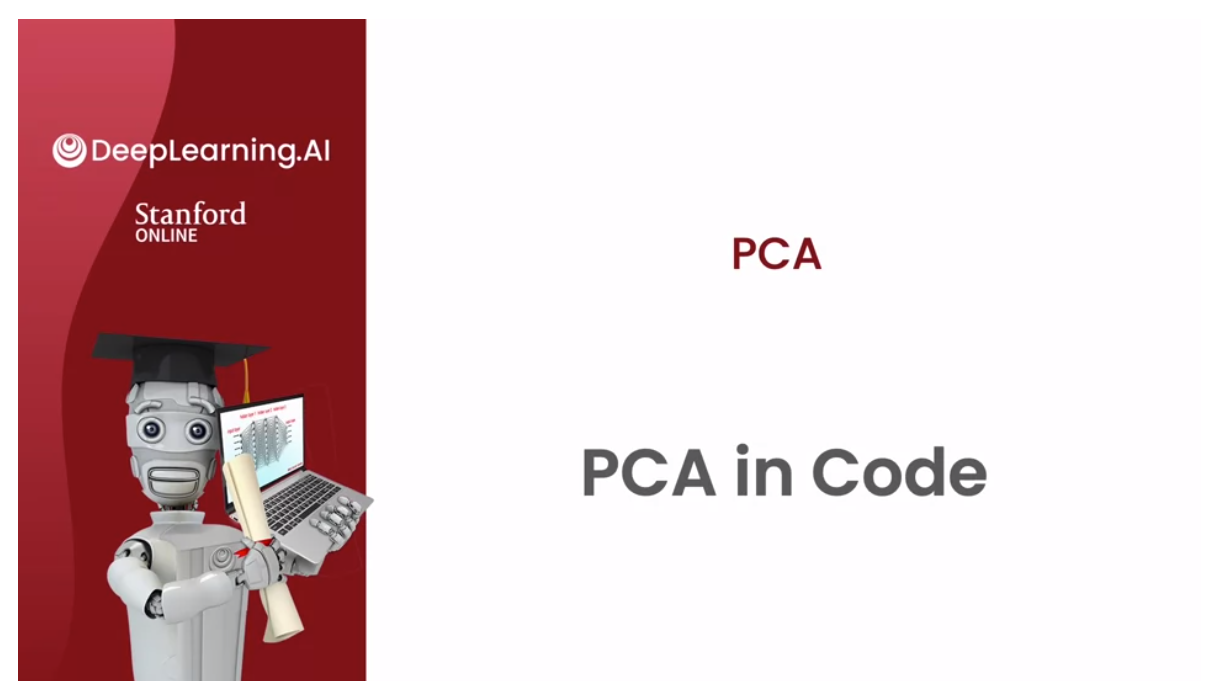 DeepLearning.AI
Stanford
ONLINE
PCA
PCA in Code